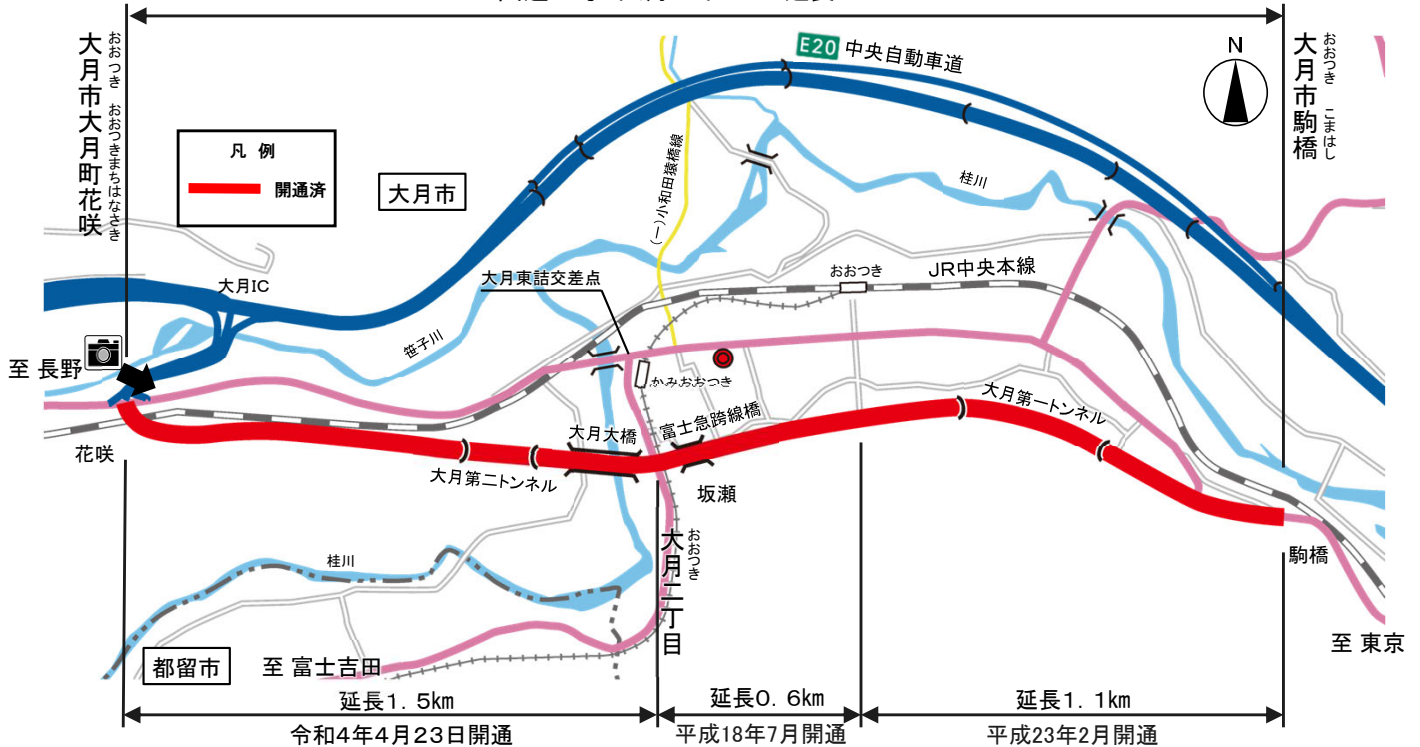 大月市大月町花咲
おおつき おおつきまちはなさき
大月市駒橋
おおつき こまはし
N
E20 中央自動車道
凡 例
開通済
大月市
(一)小和田猿橋線
桂川
大月IC
大月東詰交差点
おおつき
JR中央本線
笹子川
至 長野
かみおおつき
富士急跨線橋
大月第一トンネル
花咲
大月大橋
大月第二トンネル
坂瀬
駒橋
桂川
大月二丁目
おおつき
都留市
至 富士吉田
至 東京
延長1.5km
延長0.6km
延長1.1km
令和4年4月23日開通
平成18年7月開通
平成23年2月開通